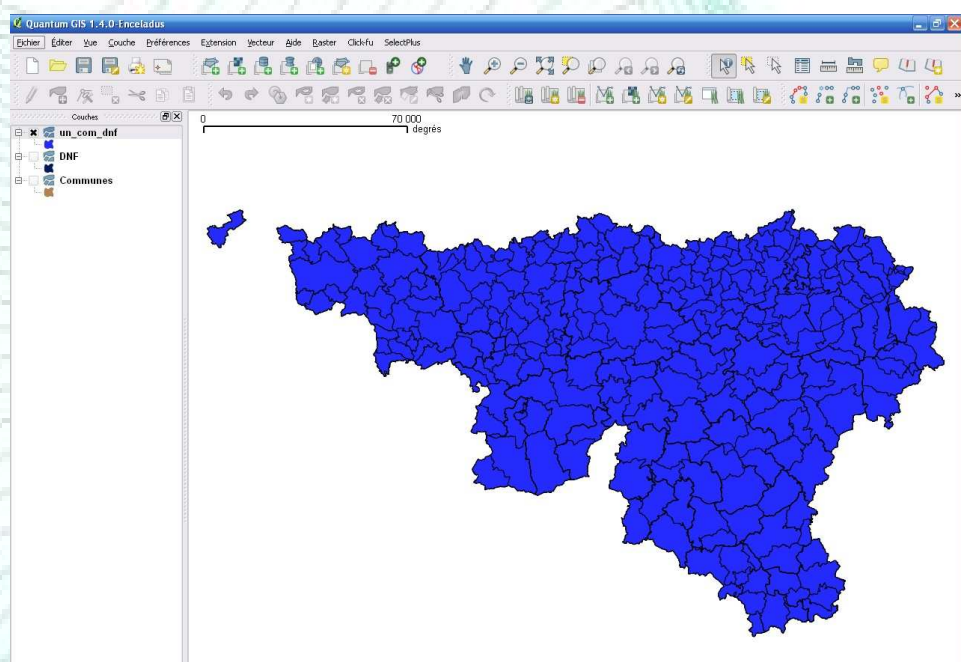 Quantum GIS 1.4.0-Enceladus
Fichier Éditer Vue Couche Préférences Extension Vecteur Aide Raster Click-fu SelectPlus
Couches
un_com_dnf
DNF
Communes
0 70 000
degrés